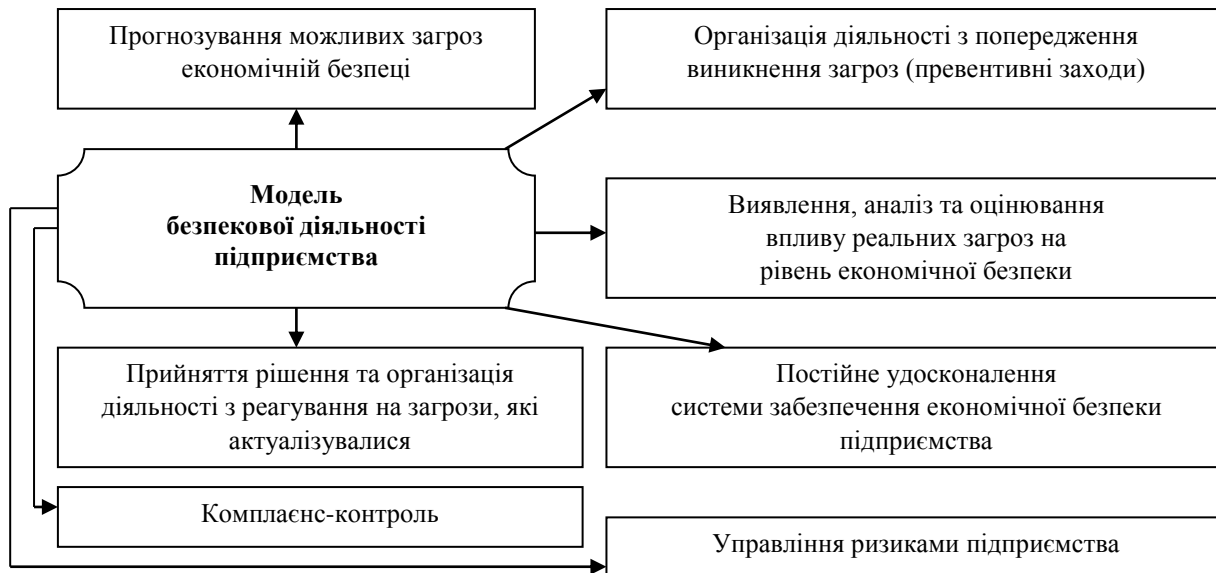 Прогнозування можливих загроз
економічній безпеці
Організація діяльності з попередження
виникнення загроз (превентивні заходи)
Модель
безпекової діяльності
підприємства
Виявлення, аналіз та оцінювання
впливу реальних загроз на
рівень економічної безпеки
Прийняття рішення та організація
діяльності з реагування на загрози, які
актуалізувалися
Постійне удосконалення
системи забезпечення економічної безпеки
підприємства
Комплаєнс-контроль
Управління ризиками підприємства